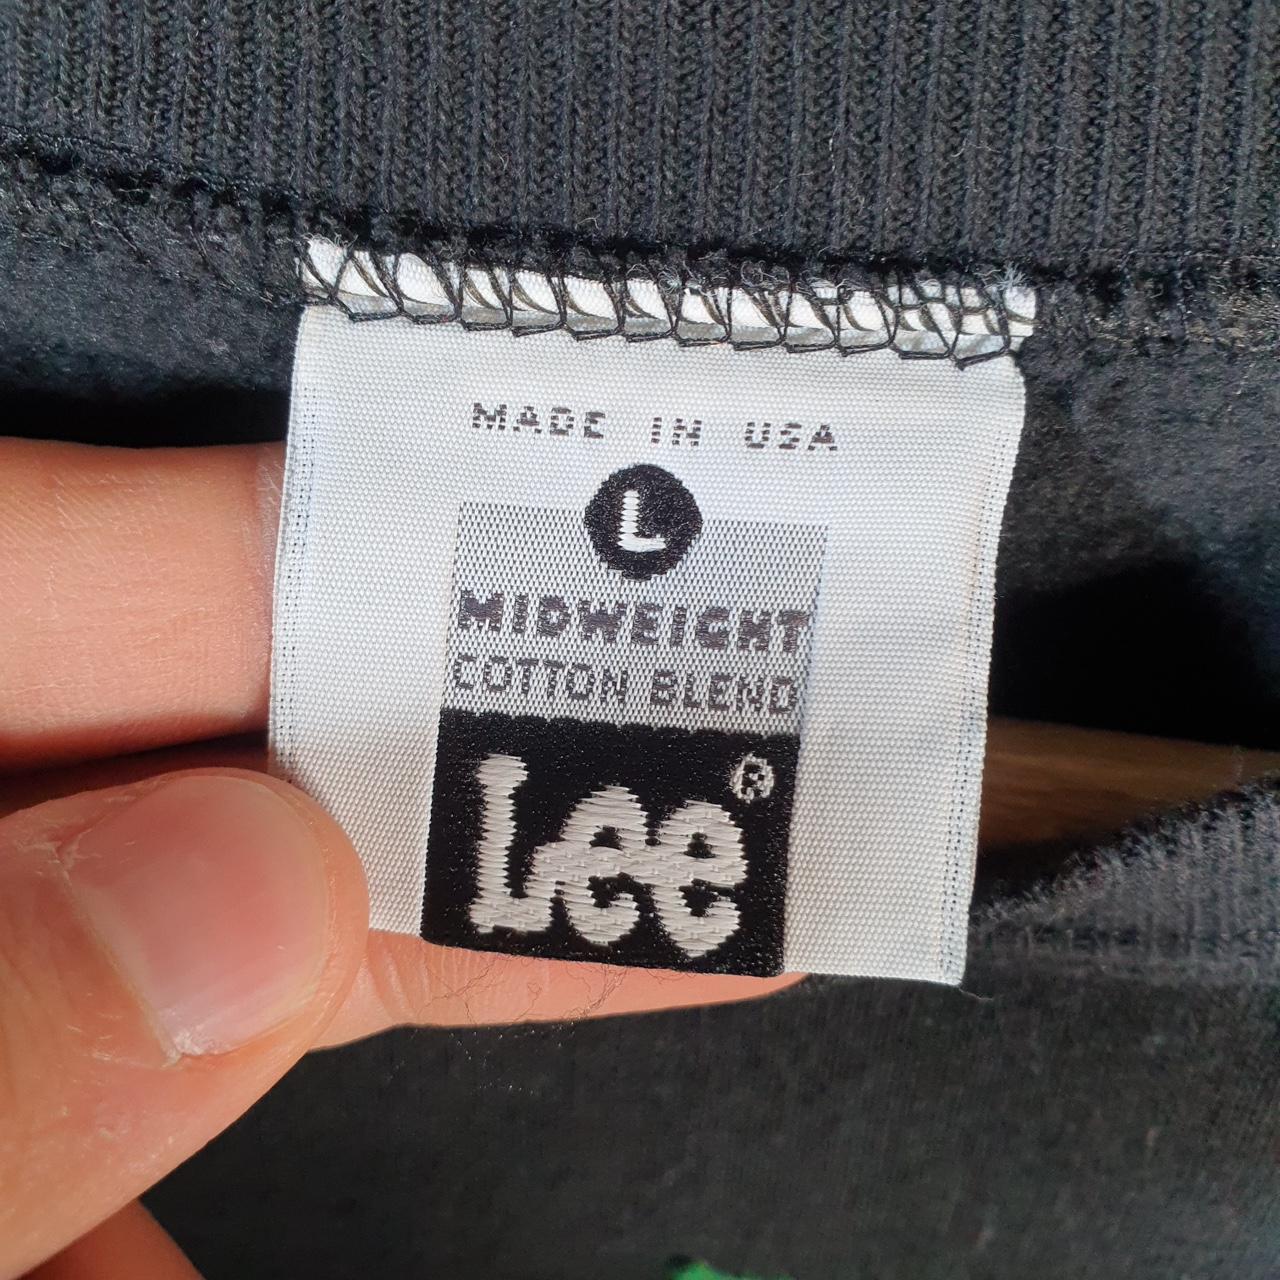 MADE IN USA
L
MIDWEIGHT
COTTON BLEND
Lee®